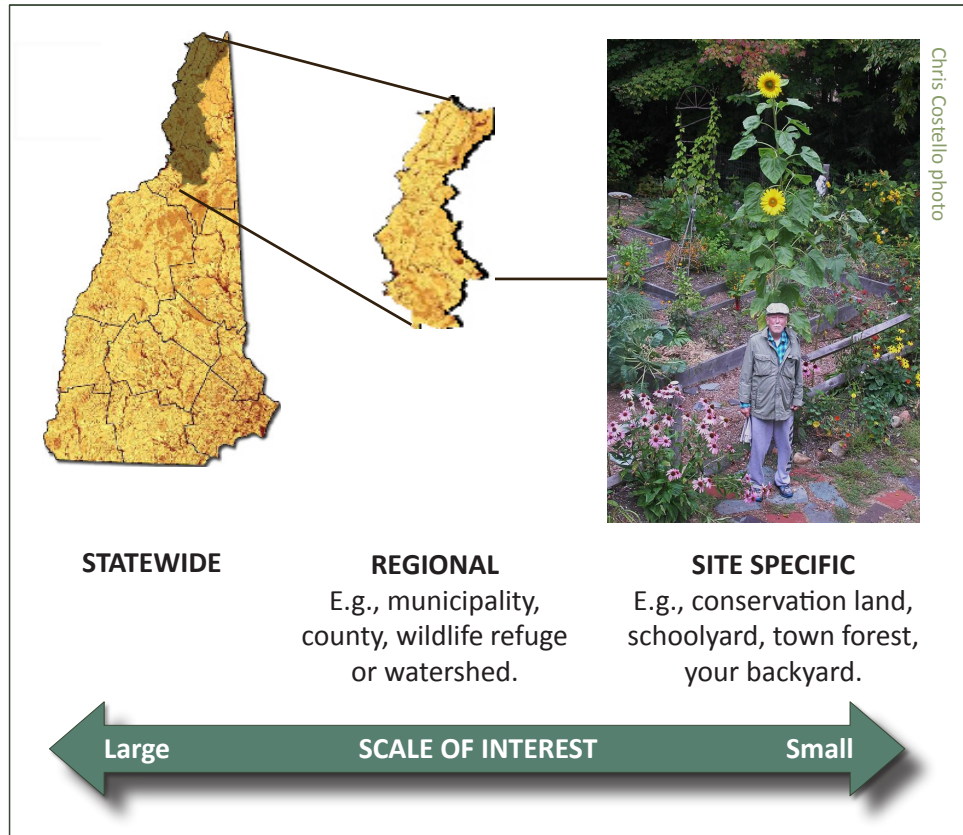 Chris Costello photo
STATEWIDE
REGIONAL
E.g., municipality,
county, wildlife refuge
or watershed.
SITE SPECIFIC
E.g., conservation land,
schoolyard, town forest,
your backyard.
Large
SCALE OF INTEREST
Small